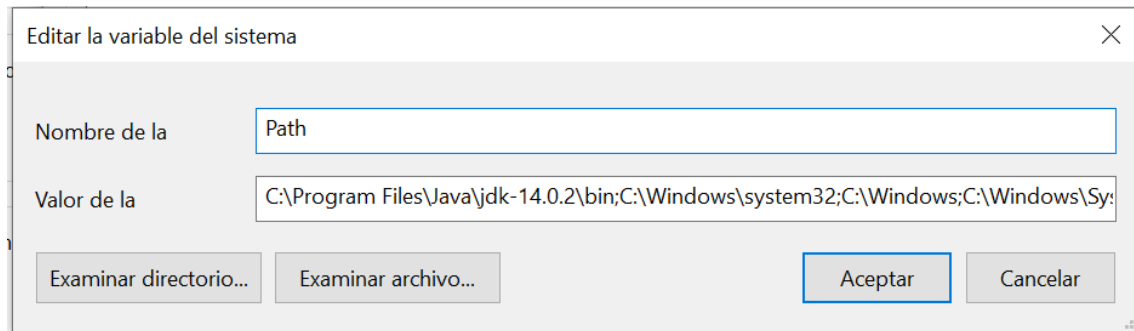 Editar la variable del sistema
Nombre de la
Path
Valor de la
C:\Program Files\Java\jdk-14.0.2\bin;C:\Windows\system32;C:\Windows;C:\Windows\Sys
Examinar directorio... Examinar archivo... Aceptar Cancelar